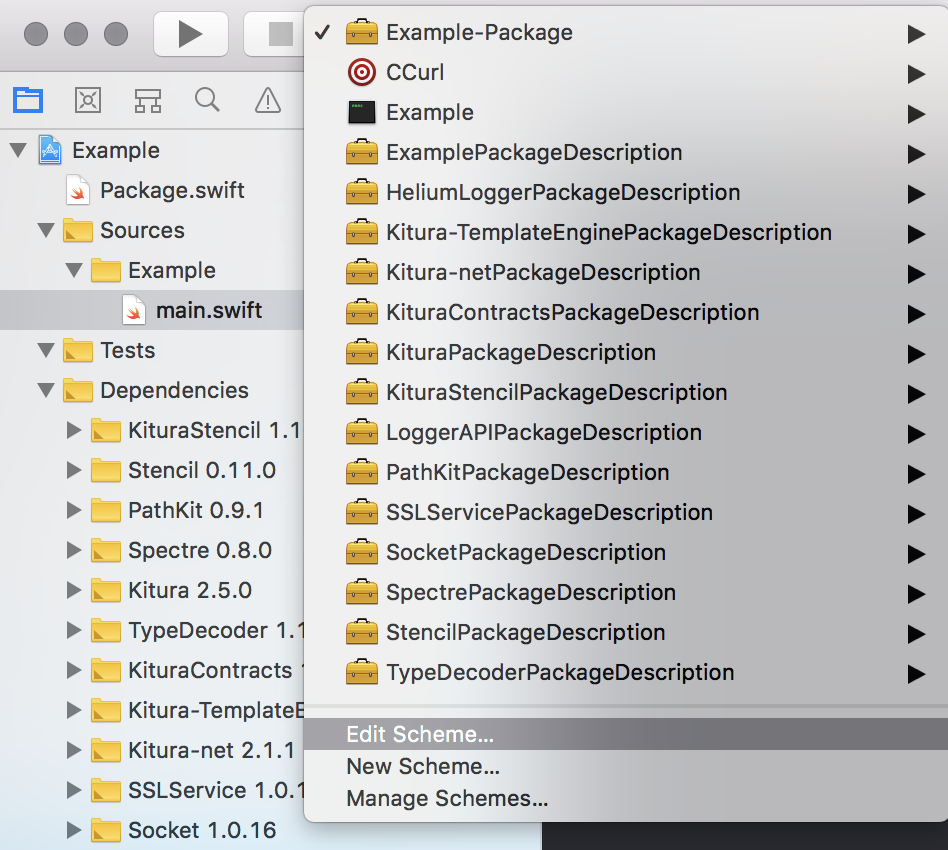 Example
Package.swift
Sources
Example
main.swift
Tests
Dependencies
KituraStencil 1.1
Stencil 0.11.0
PathKit 0.9.1
Spectre 0.8.0
Kitura 2.5.0
TypeDecoder 1.1
KituraContracts
Kitura-TemplateE
Kitura-net 2.1.1
SSLService 1.0.1
Socket 1.0.16
Example-Package
CCurl
Example
ExamplePackageDescription
HeliumLoggerPackageDescription
Kitura-TemplateEnginePackageDescription
Kitura-netPackageDescription
KituraContractsPackageDescription
KituraPackageDescription
KituraStencilPackageDescription
LoggerAPIPackageDescription
PathKitPackageDescription
SSLServicePackageDescription
SocketPackageDescription
SpectrePackageDescription
StencilPackageDescription
TypeDecoderPackageDescription
Edit Scheme...
New Scheme...
Manage Schemes...